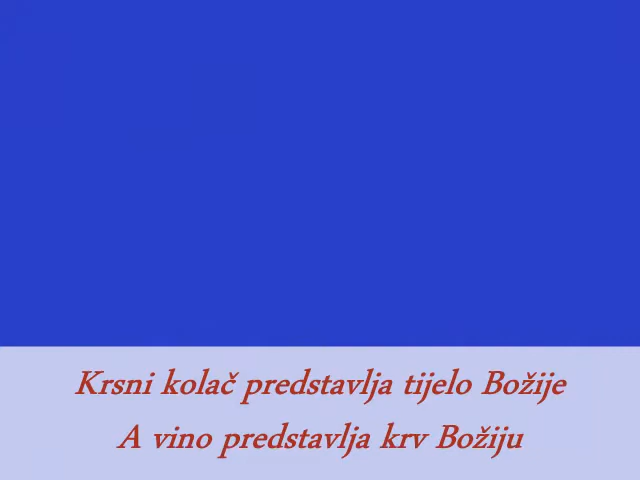 Krsni kolač predstavlja tijelo Božije
A vino predstavlja krv Božiju